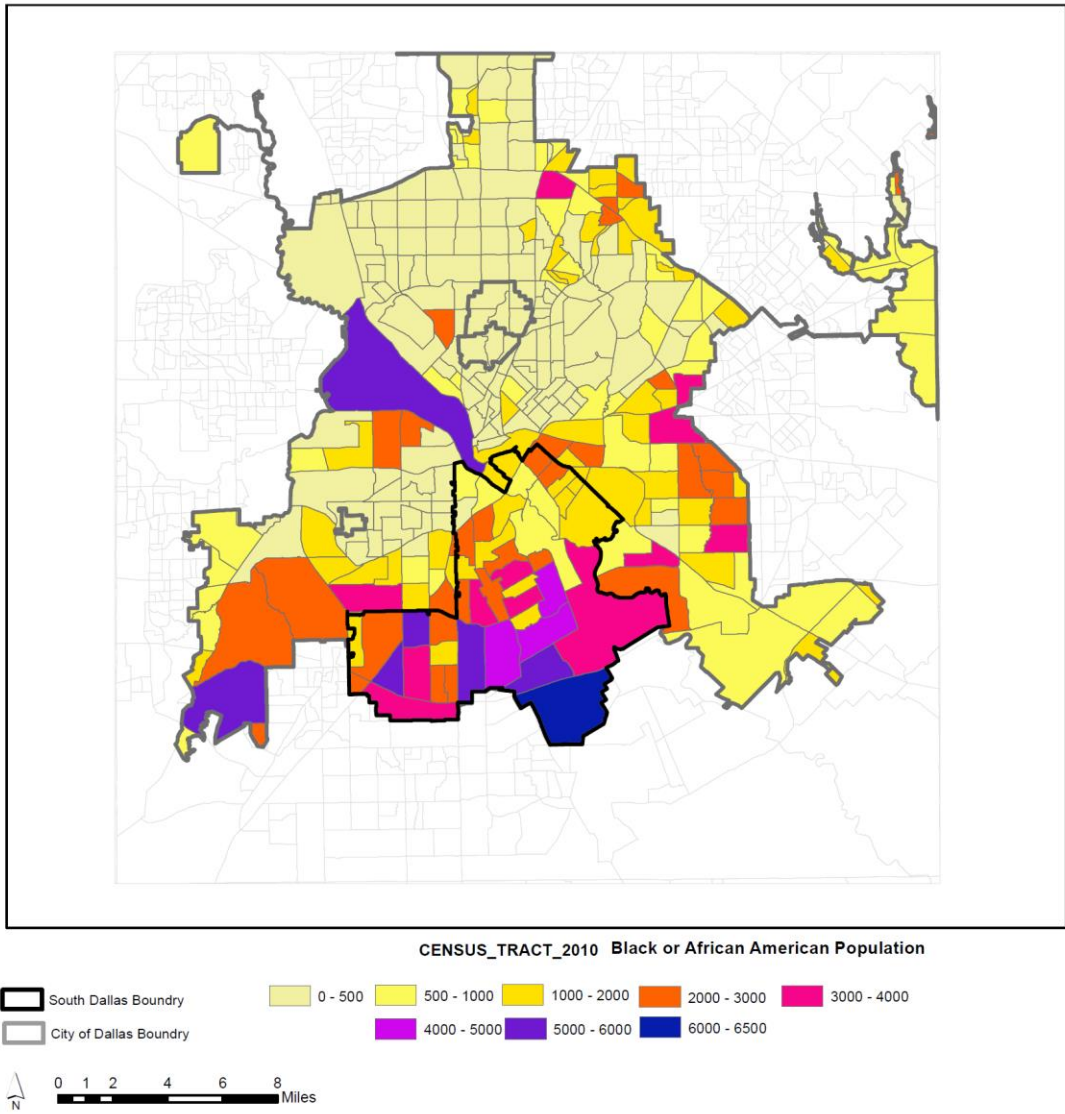 CENSUS_TRACT_2010 Black or African American Population
South Dallas Boundry
City of Dallas Boundry
0 - 500
500 - 1000
1000 - 2000
2000 - 3000
3000 - 4000
4000 - 5000
5000 - 6000
6000 - 6500
N
0 1 2 4 6 8 Miles